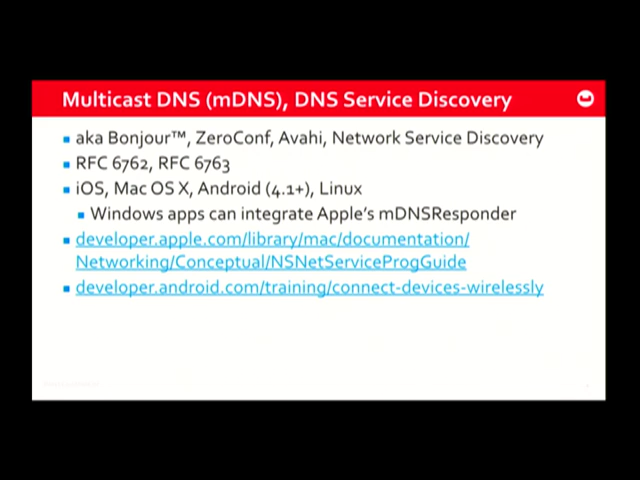 Multicast DNS (mDNS), DNS Service Discovery
aka Bonjour™, ZeroConf, Avahi, Network Service Discovery
RFC 6762, RFC 6763
iOS, Mac OS X, Android (4.1+), Linux
Windows apps can integrate Apple's mDNSResponder
developer.apple.com/library/mac/documentation/
Networking/Conceptual/NSNetServiceProgGuide
developer.android.com/training/connect-devices-wirelessly